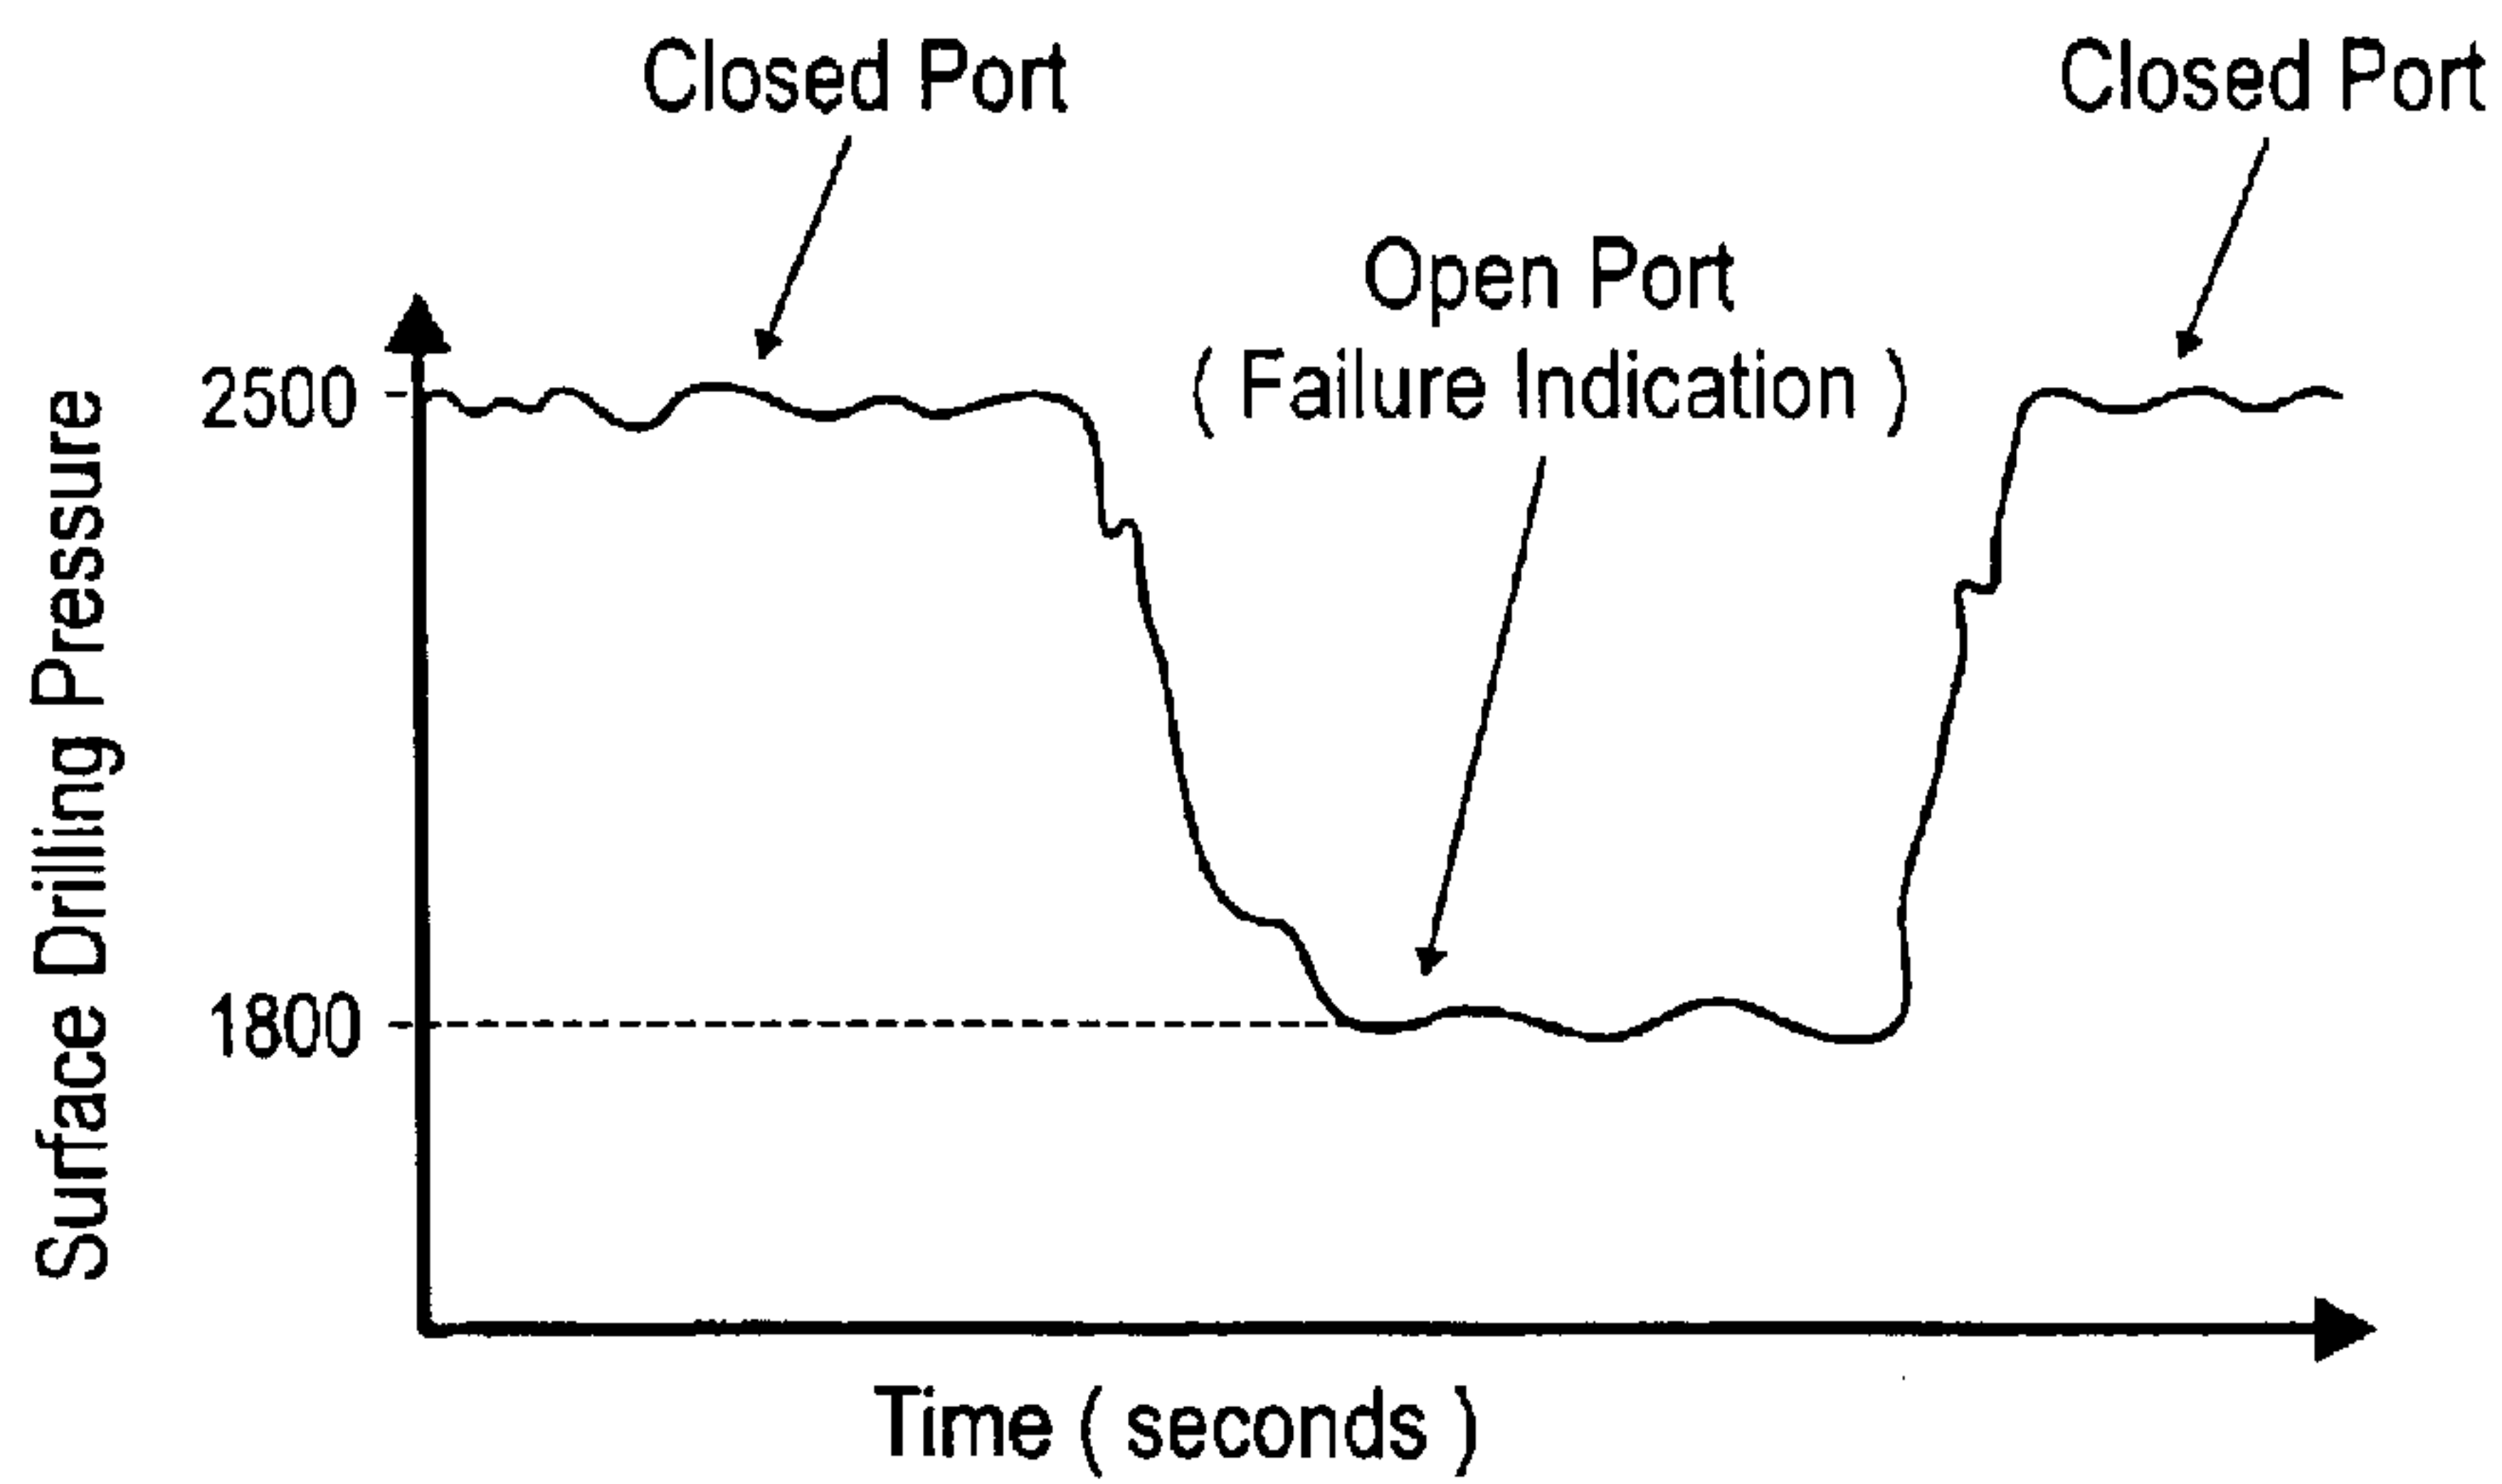 Closed Port
Closed Port
Open Port
( Failure Indication )
2500
1800
Surface Drilling Pressure
Time ( seconds )